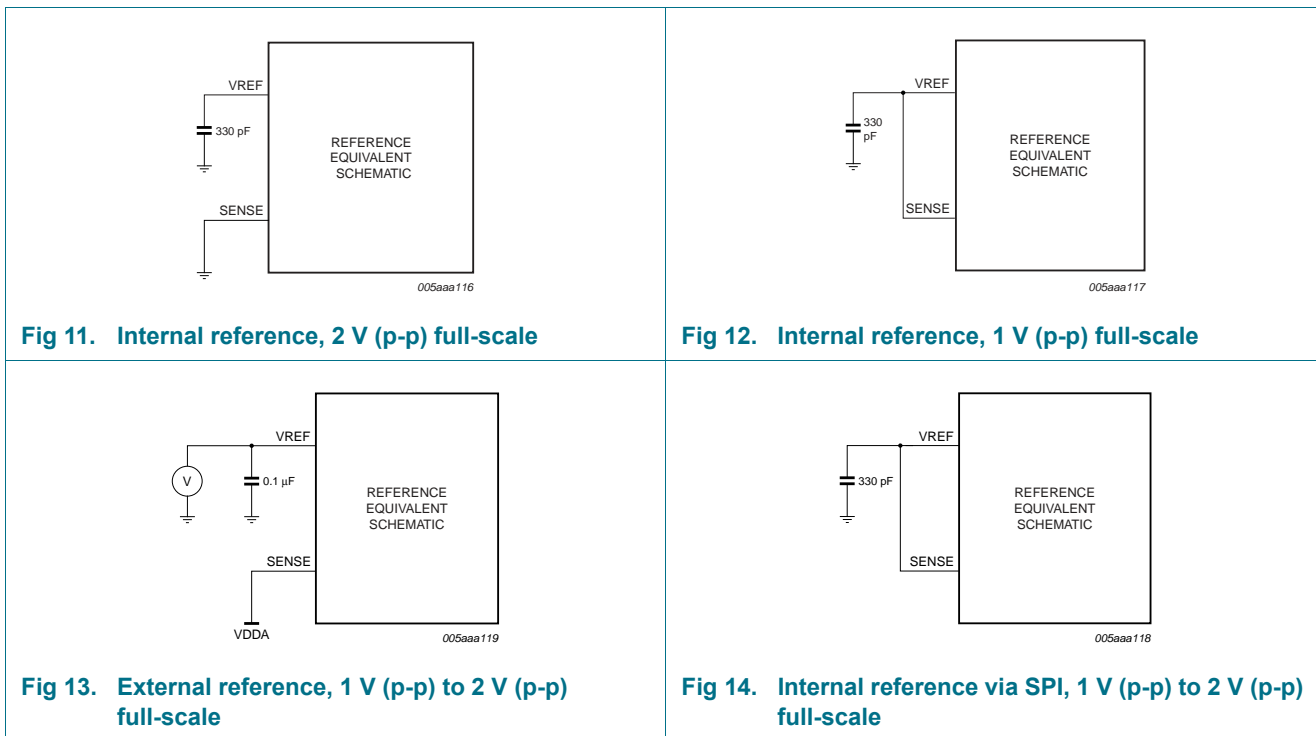 VREF
330 pF
REFERENCE
EQUIVALENT
SCHEMATIC
SENSE
005aaa116
Fig 11. Internal reference, 2 V (p-p) full-scale
VREF
330
pF
REFERENCE
EQUIVALENT
SCHEMATIC
SENSE
005aaa117
Fig 12. Internal reference, 1 V (p-p) full-scale
VREF
V
0.1 μF
REFERENCE
EQUIVALENT
SCHEMATIC
SENSE
VDDA
005aaa119
Fig 13. External reference, 1 V (p-p) to 2 V (p-p)
full-scale
VREF
330 pF
REFERENCE
EQUIVALENT
SCHEMATIC
SENSE
005aaa118
Fig 14. Internal reference via SPI, 1 V (p-p) to 2 V (p-p)
full-scale